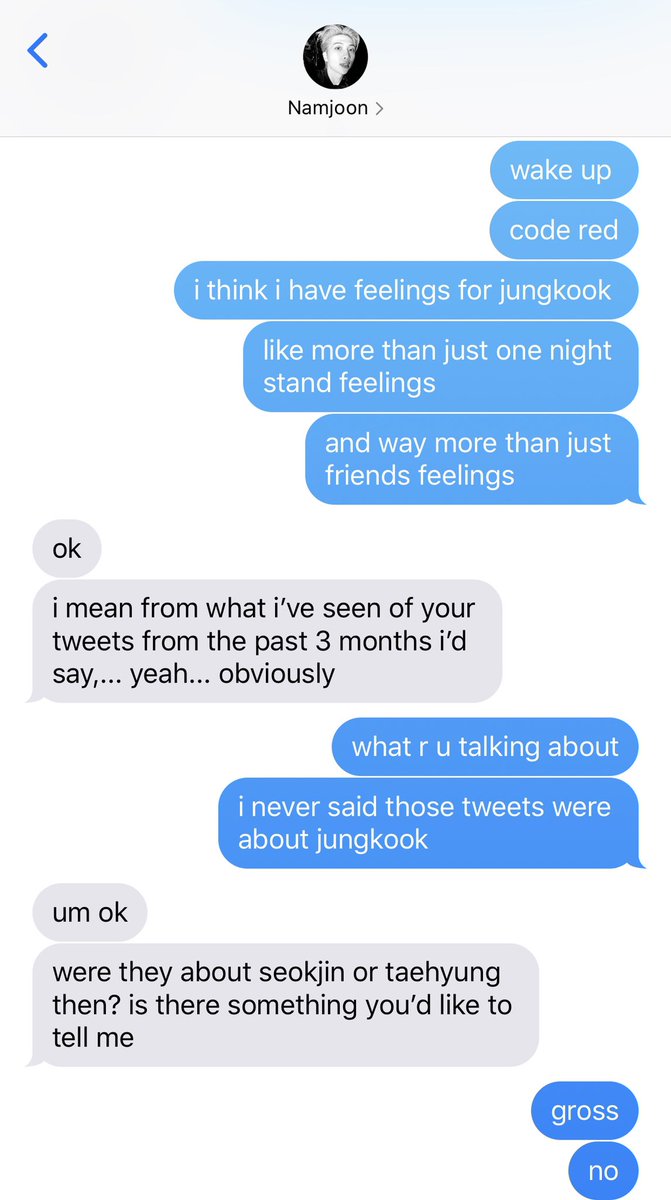 Namjoon
wake up
code red
i think i have feelings for jungkook
like more than just one night
stand feelings
and way more than just
friends feelings
ok
i mean from what i’ve seen of your
tweets from the past 3 months i’d
say,... yeah... obviously
what r u talking about
i never said those tweets were
about jungkook
um ok
were they about seokjin or taehyung
then? is there something you’d like to
tell me
gross
no